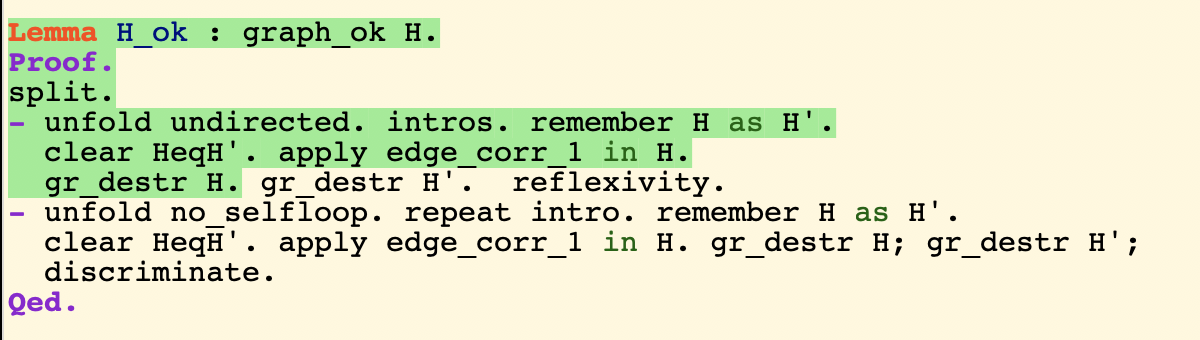 Lemma H_ok : graph_ok H.
Proof.
split.
- unfold undirected. intros. remember H as H'.
  clear HeqH'. apply edge_corr_1 in H.
  gr_destr H. gr_destr H'.  reflexivity.
- unfold no_selfloop. repeat intro. remember H as H'.
  clear HeqH'. apply edge_corr_1 in H. gr_destr H; gr_destr H';
  discriminate.
Qed.